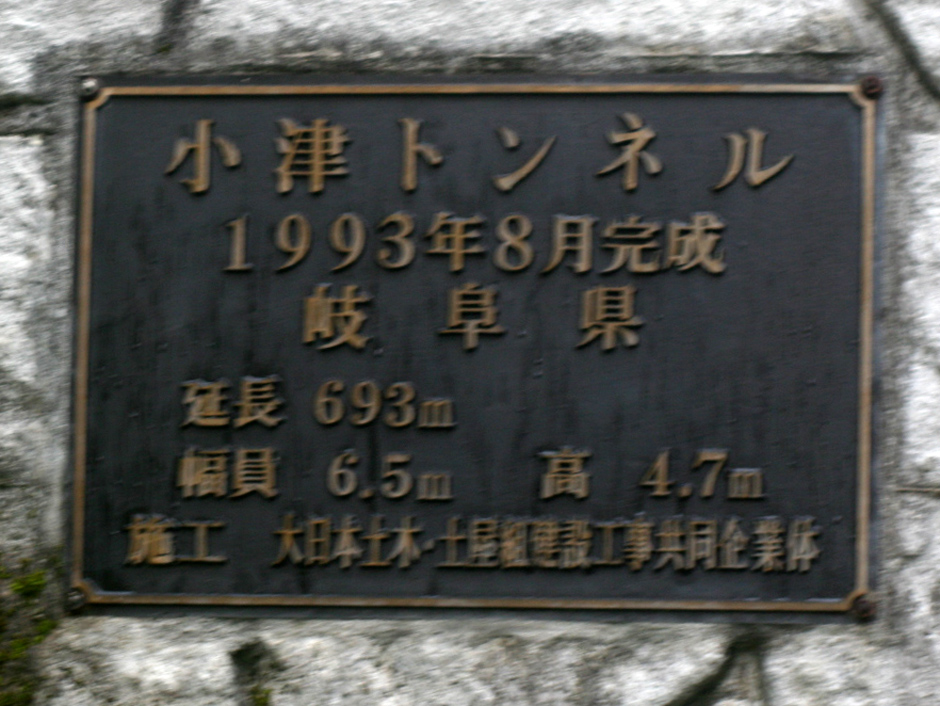 小津トンネル
1993年8月完成
岐阜県
延長 693m
幅員 6.5m 高 4.7m
施工 大日本土木・土屋組建設工事共同企業体